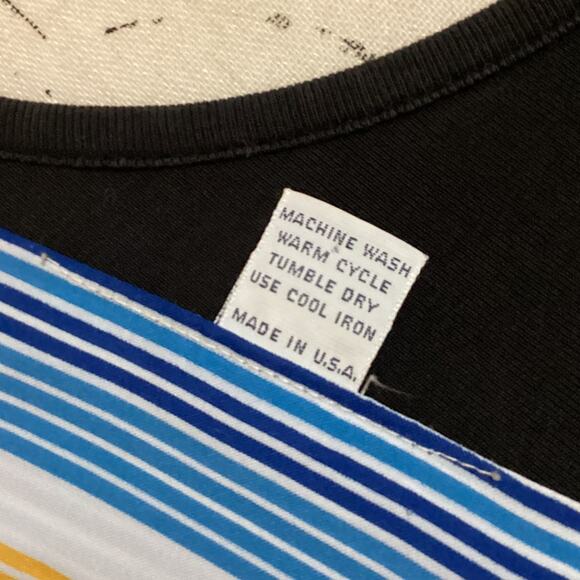 MACHINE WASH
WARM CYCLE
TUMBLE DRY
USE COOL IRON
MADE IN U.S.A.